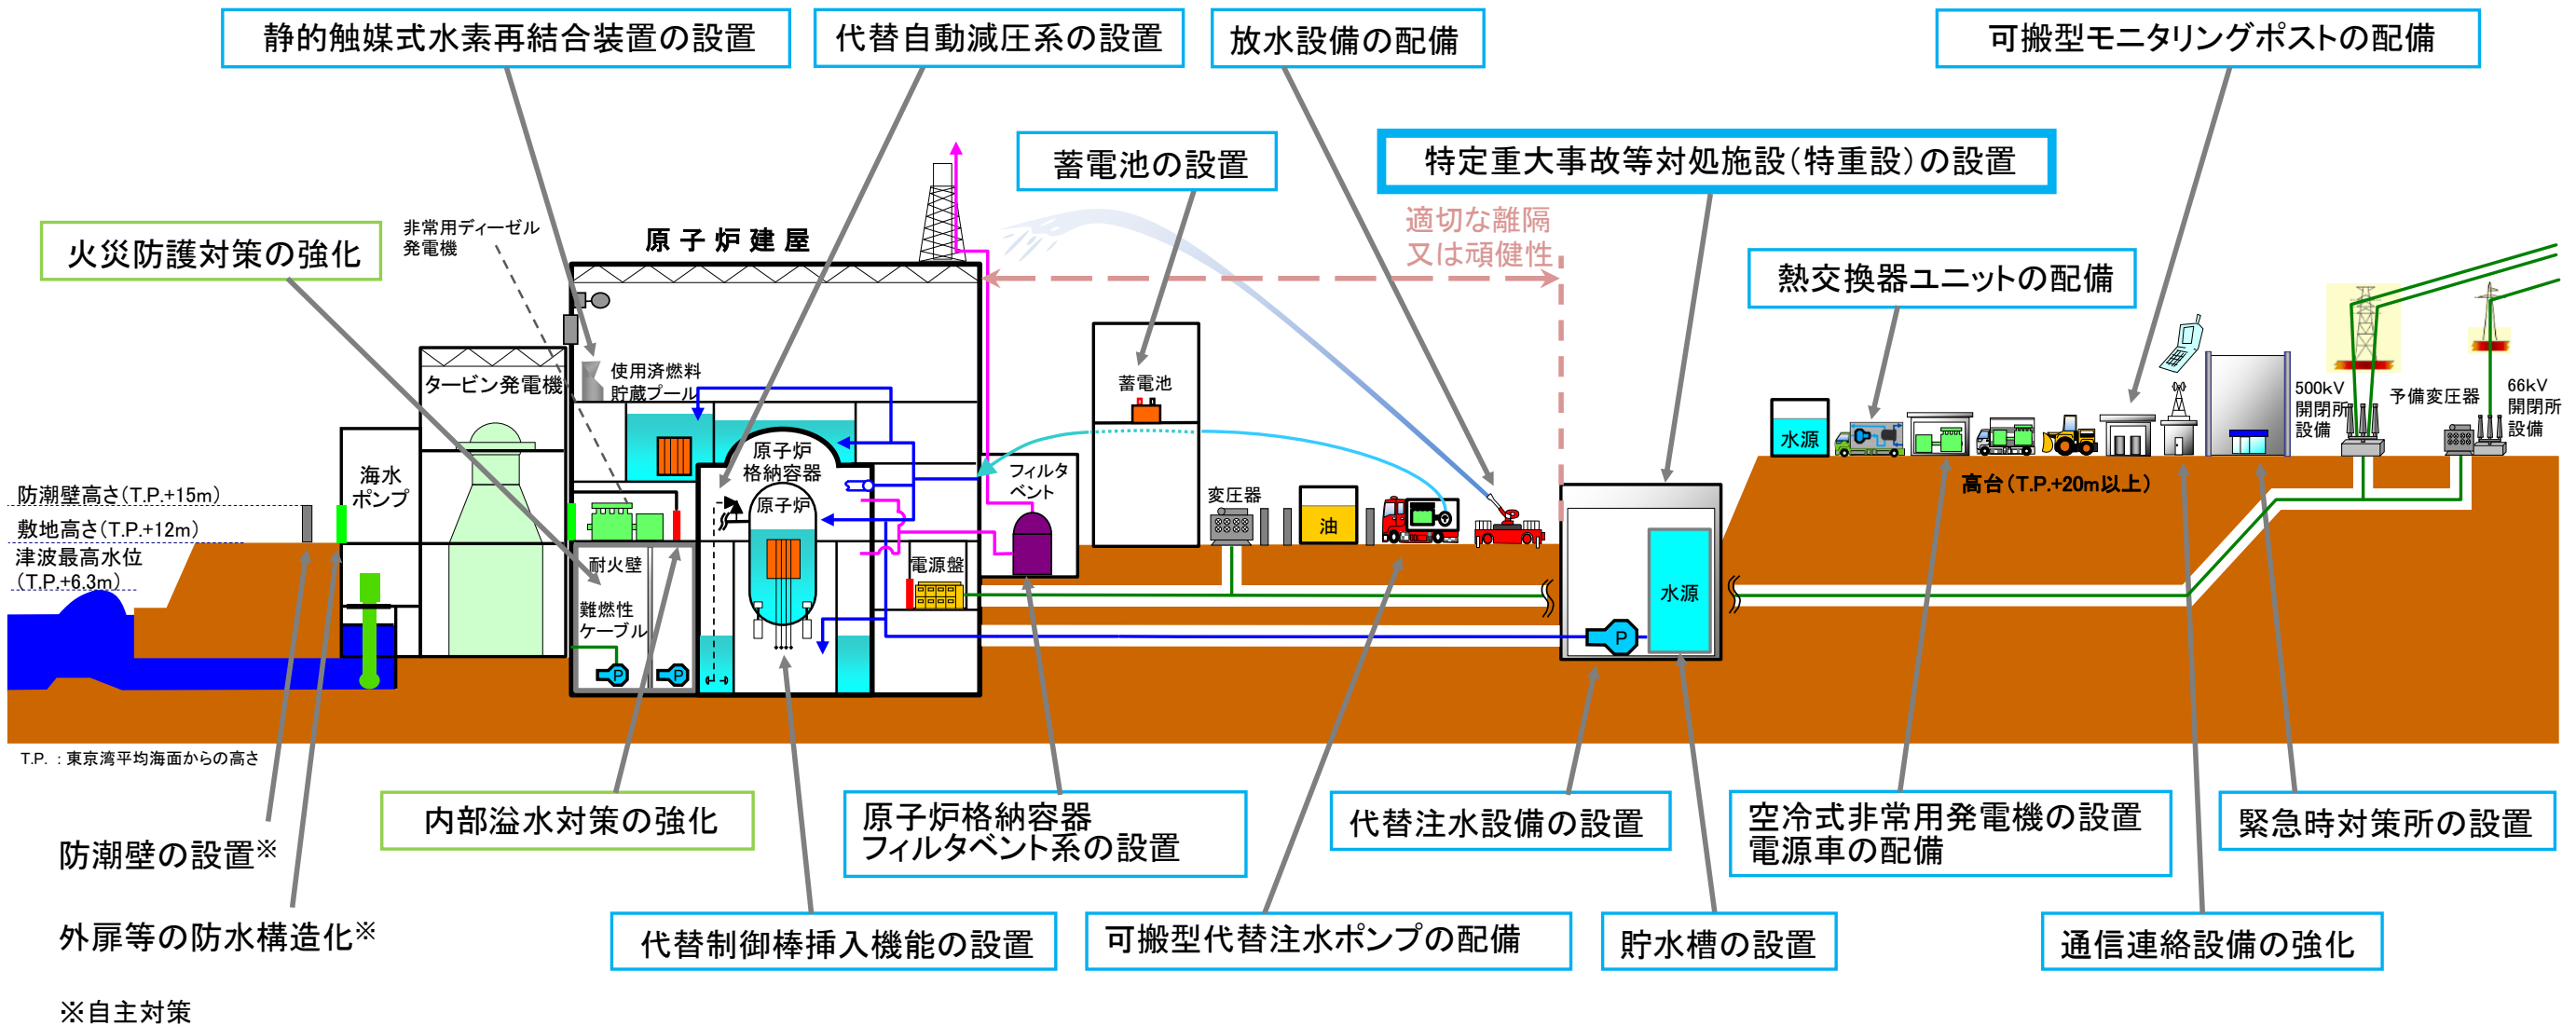 静的触媒式水素再結合装置の設置
代替自動減圧系の設置
放水設備の配備
可搬型モニタリングポストの配備
蓄電池の設置
特定重大事故等対処施設(特重設)の設置
火災防護対策の強化
非常用ディーゼル
発電機
原子炉建屋
適切な離隔
又は頑健性
熱交換器ユニットの配備
タービン発電機
使用済燃料
貯蔵プール
蓄電池
500kV
開閉所
設備
予備変圧器
66kV
開閉所
設備
海水
ポンプ
原子炉
格納容器
原子炉
フィルタ
ベント
変圧器
油
水源
高台(T.P.+20m以上)
防潮壁高さ(T.P.+15m)
敷地高さ(T.P.+12m)
津波最高水位
(T.P.+6.3m)
耐火壁
難燃性
ケーブル
電源盤
水源
P
P
P
T.P. :東京湾平均海面からの高さ
防潮壁の設置※
外扉等の防水構造化※
※自主対策
内部溢水対策の強化
原子炉格納容器
フィルタベント系の設置
代替注水設備の設置
空冷式非常用発電機の設置
電源車の配備
緊急時対策所の設置
代替制御棒挿入機能の設置
可搬型代替注水ポンプの配備
貯水槽の設置
通信連絡設備の強化